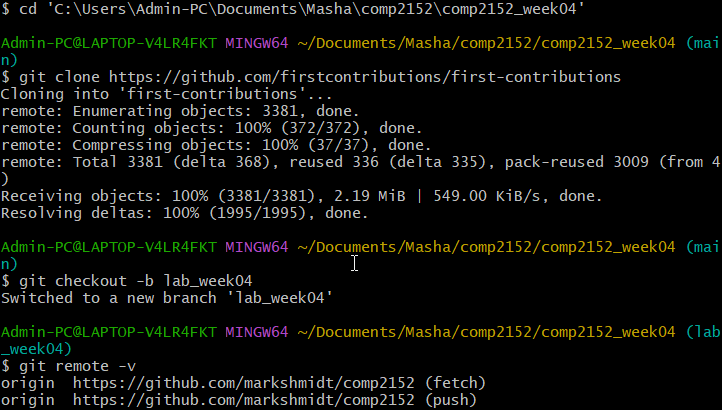 $ cd 'C:\Users\Admin-PC\Documents\Masha\comp2152\comp2152_week04'
Admin-PC@LAPTOP-V4LR4FKT MINGW64 ~/Documents/Masha/comp2152/comp2152_week04 (mai
n)
$ git clone https://github.com/firstcontributions/first-contributions
Cloning into 'first-contributions'...
remote: Enumerating objects: 3381, done.
remote: Counting objects: 100% (372/372), done.
remote: Compressing objects: 100% (37/37), done.
remote: Total 3381 (delta 368), reused 336 (delta 335), pack-reused 3009 (from 4
)
Receiving objects: 100% (3381/3381), 2.19 MiB | 549.00 KiB/s, done.
Resolving deltas: 100% (1995/1995), done.
Admin-PC@LAPTOP-V4LR4FKT MINGW64 ~/Documents/Masha/comp2152/comp2152_week04 (mai
n)
$ git checkout -b lab_week04
Switched to a new branch 'lab_week04'
Admin-PC@LAPTOP-V4LR4FKT MINGW64 ~/Documents/Masha/comp2152/comp2152_week04 (lab
_week04)
$ git remote -v
origin  https://github.com/markshmidt/comp2152 (fetch)
origin  https://github.com/markshmidt/comp2152 (push)